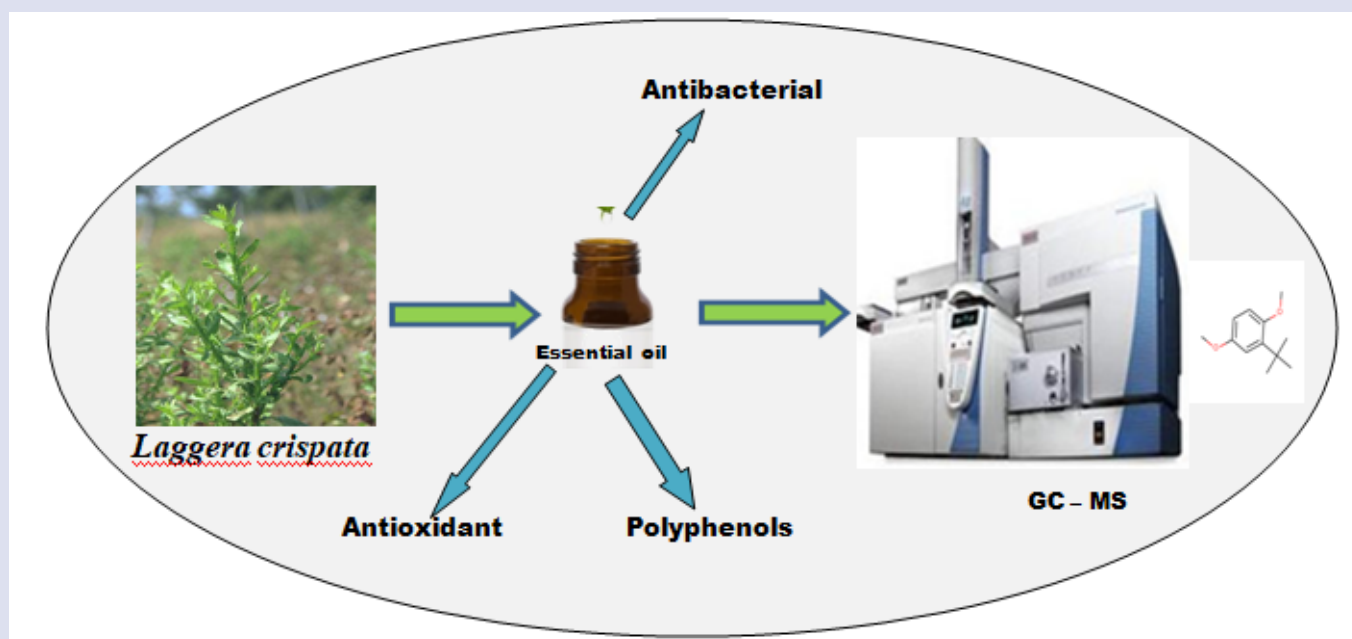 Antibacterial
Essential oil
Laggera crispata
Antioxidant
Polyphenols
GC – MS